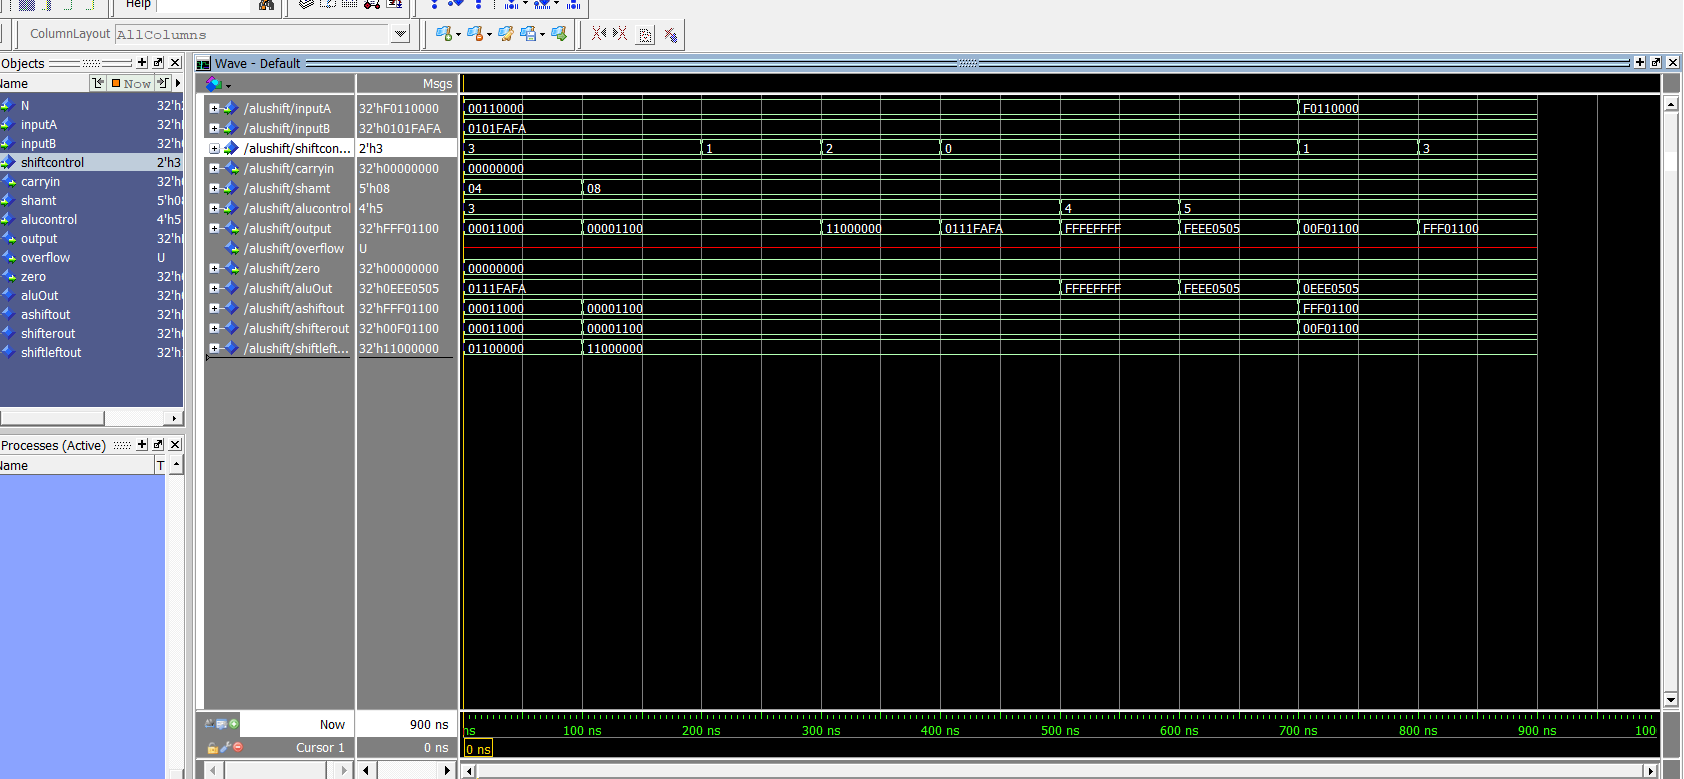 Help
ColumnLayout AllColumns
Objects
Name Now
N 32'h
inputA 32'h
inputB 32'h
shiftcontrol 2'h3
carryin 32'h
shamt 5'h08
alucontrol 4'h5
output 32'h
overflow U
zero 32'h
aluOut 32'h
ashiftout 32'h
shifterout 32'h
shiftleftout 32'h
Processes (Active)
Name T
Wave - Default
Msgs
/alushift/inputA 32'hF0110000 00110000 F0110000
/alushift/inputB 32'h0101FAFA 0101FAFA
/alushift/shiftcon... 2'h3 3 1 2 0 1 3
/alushift/carryin 32'h00000000 00000000
/alushift/shamt 5'h08 04 08
/alushift/alucontrol 4'h5 3 4 5
/alushift/output 32'hFFF01100 00011000 00001100 11000000 0111FAFA FFFEFFFF FEEE0505 00F01100 FFF01100
/alushift/overflow U
/alushift/zero 32'h00000000 00000000
/alushift/aluOut 32'h0EEE0505 0111FAFA FFFEFFFF FEEE0505 0EEE0505
/alushift/ashiftout 32'hFFF01100 00011000 00001100 FFF01100
/alushift/shifterout 32'h00F01100 00011000 00001100 00F01100
/alushift/shiftleft... 32'h11000000 01100000 11000000
Now 900 ns
ns 100 ns 200 ns 300 ns 400 ns 500 ns 600 ns 700 ns 800 ns 900 ns 100
Cursor 1 0 ns
0 ns